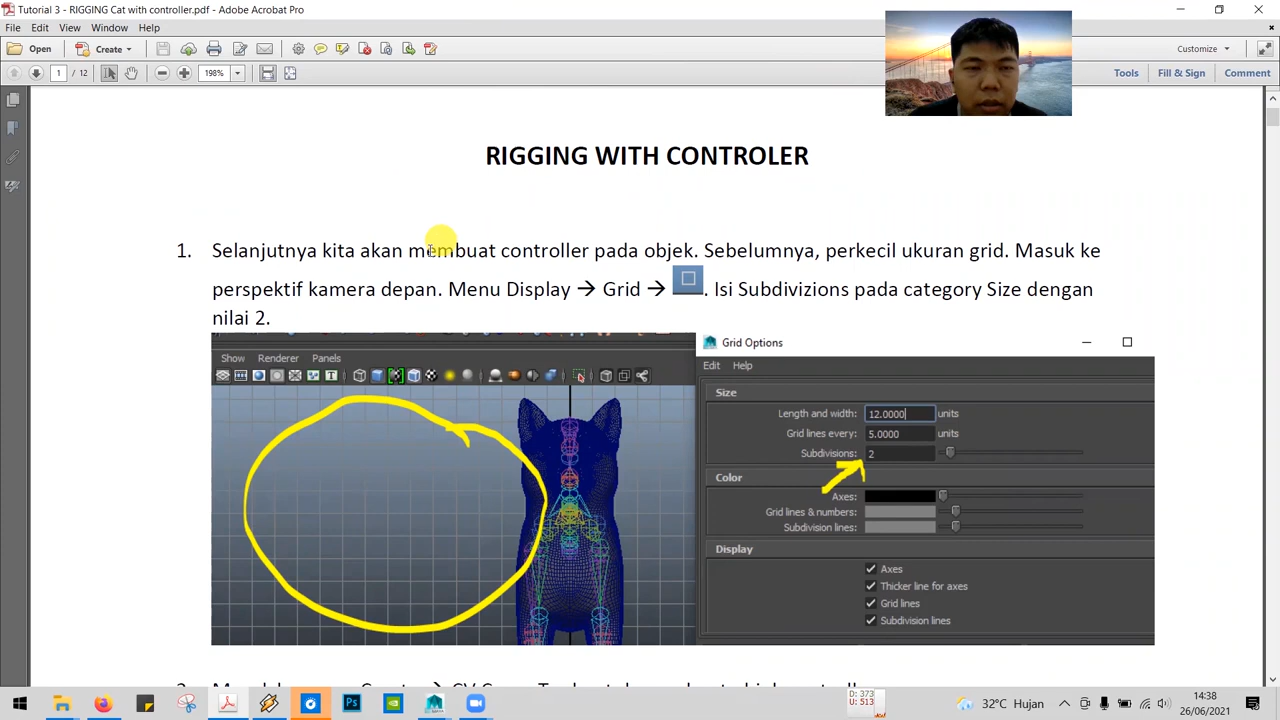 Tutorial 3 - RIGGING Cat with controller.pdf - Adobe Acrobat Pro
File Edit View Window Help
Open Create Customize
1 / 12 198% Tools Fill & Sign Comment
RIGGING WITH CONTROLER
1. Selanjutnya kita akan membuat controller pada objek. Sebelumnya, perkecil ukuran grid. Masuk ke
perspektif kamera depan. Menu Display → Grid → . Isi Subdivizions pada category Size dengan
nilai 2.
Show Renderer Panels
Grid Options
Edit Help
Size
Length and width: 12.0000 units
Grid lines every: 5.0000 units
Subdivisions: 2
Color
Axes:
Grid lines & numbers:
Subdivision lines:
Display
Axes
Thicker line for axes
Grid lines
Subdivision lines
D: 373
U: 513
32°C Hujan
14:38
26/06/2021